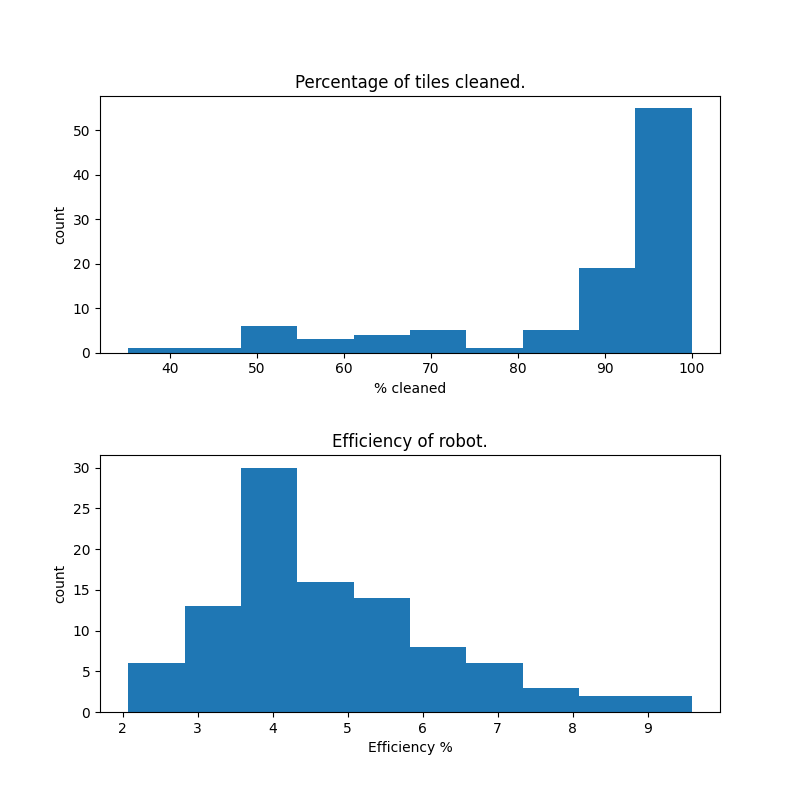 Percentage of tiles cleaned.
50
40
30
20
10
0
count
40 50 60 70 80 90 100
% cleaned
Efficiency of robot.
30
25
20
15
10
5
0
count
2 3 4 5 6 7 8 9
Efficiency %